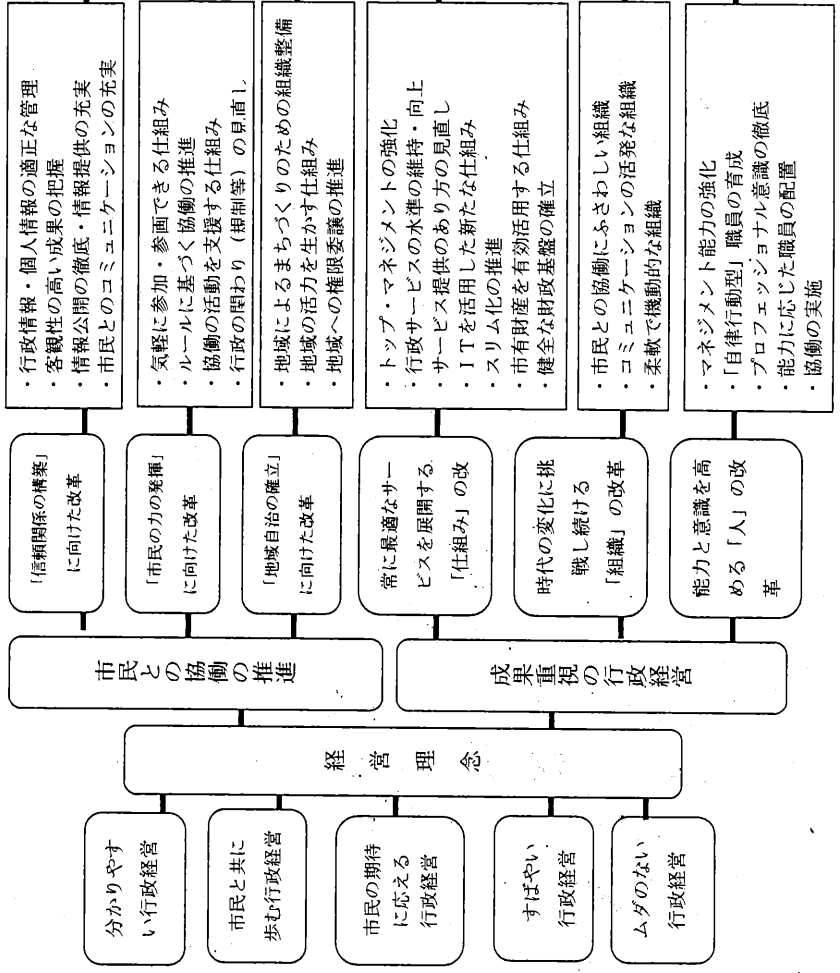 分かりやす
い行政経営
市民と共に
歩む行政経営
市民の期待
に応える
行政経営
すばやい
行政経営
ムダのない
行政経営
経営理念
市民との協働の推進
成果重視の行政経営
「信頼関係の構築」
に向けた改革
「市民の力の発揮」
に向けた改革
「地域自治の確立」
に向けた改革
常に最適なサー
ビスを展開する
「仕組み」の改
時代の変化に挑
戦し続ける
「組織」の改革
能力と意識を高
める「人」の改
革
・行政情報・個人情報の適正な管理
・客観性の高い成果の把握
・情報公開の徹底・情報提供の充実
・市民とのコミュニケーションの充実
・気軽に参加・参画できる仕組み
・ルールに基づく協働の推進
・協働の活動を支援する仕組み
・行政の関わり（規制等）の見直し
・地域によるまちづくりのための組織整備
・地域の活力を生かす仕組み
・地域への権限委譲の推進
・トップ・マネジメントの強化
・行政サービスの水準の維持・向上
・サービス提供のあり方の見直し
・ＩＴを活用した新たな仕組み
・スリム化の推進
・市有財産を有効活用する仕組み
・健全な財政基盤の確立
・市民との協働にふさわしい組織
・コミュニケーションの活発な組織
・柔軟で機動的な組織
・マネジメント能力の強化
・「自律行動型」職員の育成
・プロフェッショナル意識の徹底
・能力に応じた職員の配置
・協働の実施